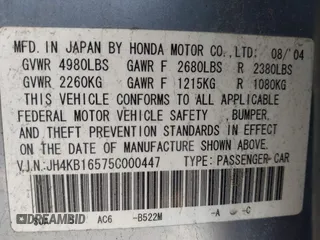 MFD. IN JAPAN BY HONDA MOTOR CO., LTD: 08/'04
GVWR 4980LBS GAWR F 2680LBS R 2380LBS
GVWR 2260KG GAWR F 1215KG R 1080KG
THIS VEHICLE CONFORMS TO ALL APPLICABLE
FEDERAL MOTOR VEHICLE SAFETY, BUMPER,
AND THEFT PREVENTION STANDARDS IN EFFECT
ON THE DATE OF MANUFACTURE SHOWN ABOVE.
V.I.N: JH4KB16575C000447 TYPE: PASSENGER CAR
DREAMBID AC6 -B522M -A -C